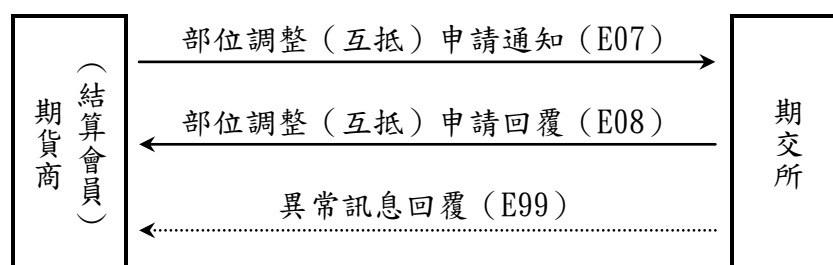 部位調整（互抵）申請通知（E07）
部位調整（互抵）申請回覆（E08）
異常訊息回覆（E99）
期貨商
（結算會員）
期交所